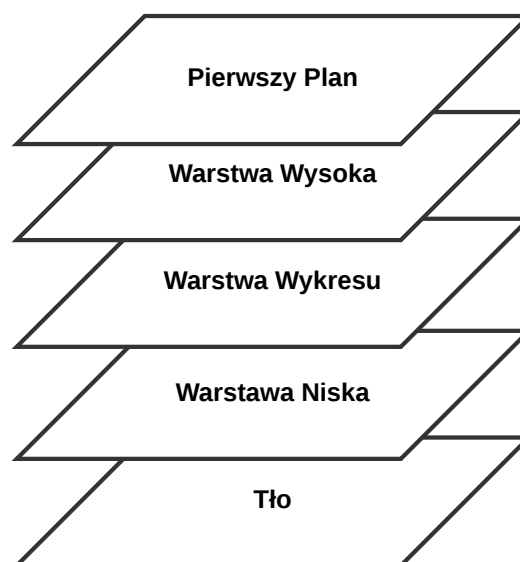 Pierwszy Plan
Warstwa Wysoka
Warstwa Wykresu
Warstawa Niska
Tło